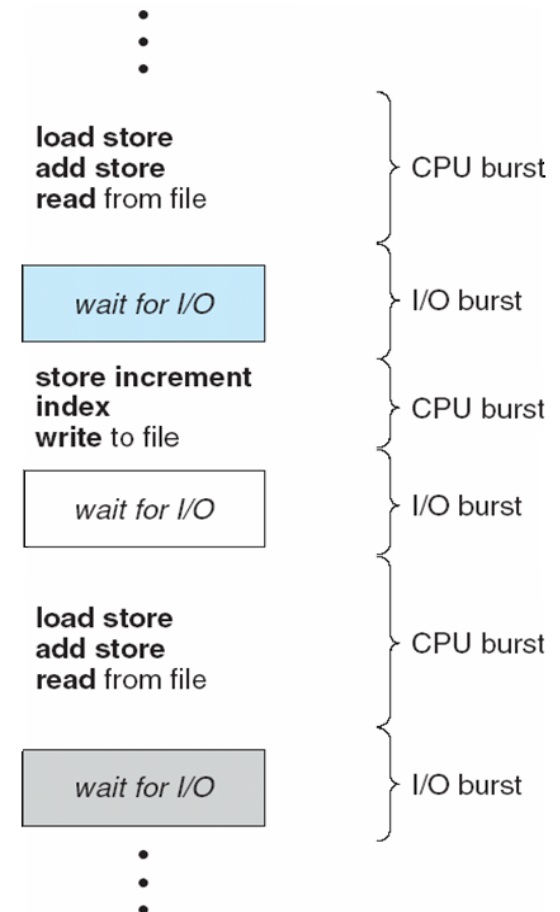 load store
add store
read from file
CPU burst
wait for I/O
I/O burst
store increment
index
write to file
CPU burst
wait for I/O
I/O burst
load store
add store
read from file
CPU burst
wait for I/O
I/O burst